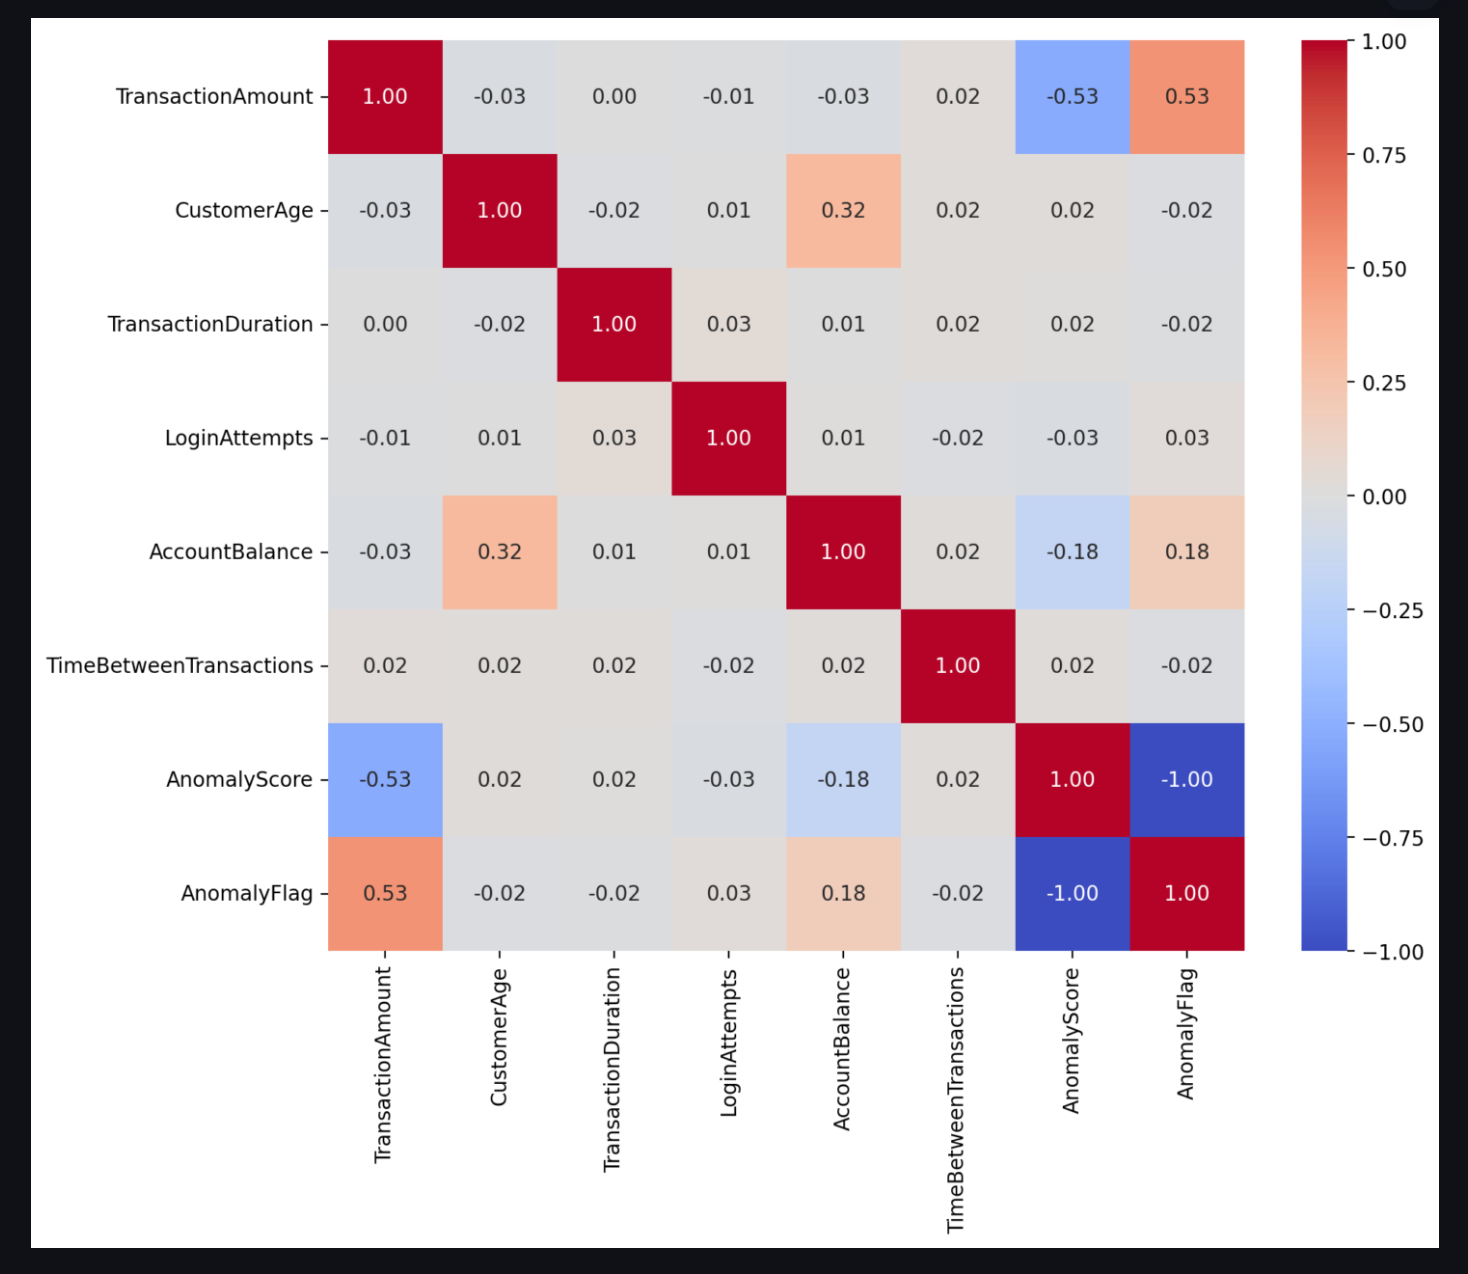 TransactionAmount 1.00 -0.03 0.00 -0.01 -0.03 0.02 -0.53 0.53
CustomerAge -0.03 1.00 -0.02 0.01 0.32 0.02 0.02 -0.02
TransactionDuration 0.00 -0.02 1.00 0.03 0.01 0.02 0.02 -0.02
LoginAttempts -0.01 0.01 0.03 1.00 0.01 -0.02 -0.03 0.03
AccountBalance -0.03 0.32 0.01 0.01 1.00 0.02 -0.18 0.18
TimeBetweenTransactions 0.02 0.02 0.02 -0.02 0.02 1.00 0.02 -0.02
AnomalyScore -0.53 0.02 0.02 -0.03 -0.18 0.02 1.00 -1.00
AnomalyFlag 0.53 -0.02 -0.02 0.03 0.18 -0.02 -1.00 1.00
TransactionAmount
CustomerAge
TransactionDuration
LoginAttempts
AccountBalance
TimeBetweenTransactions
AnomalyScore
AnomalyFlag
1.00
0.75
0.50
0.25
0.00
−0.25
−0.50
−0.75
−1.00